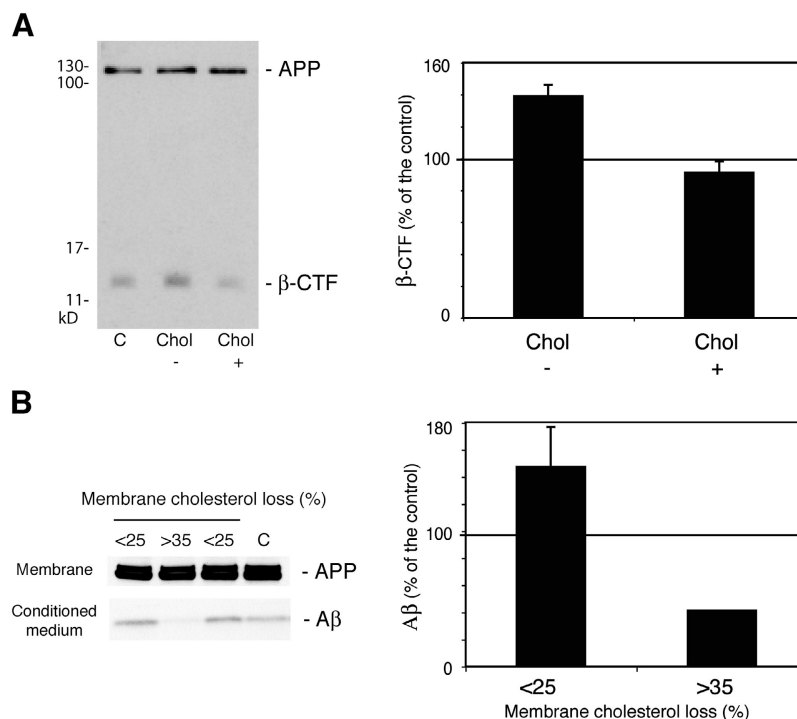 A
130-
100-
- APP
17-
- β-CTF
11-
kD
C Chol Chol
- +
160
100
0
β-CTF (% of the control)
Chol Chol
- +
B
Membrane cholesterol loss (%)
<25 >35 <25 C
Membrane - APP
Conditioned
medium
- Aβ
180
100
0
Aβ (% of the control)
<25 >35
Membrane cholesterol loss (%)